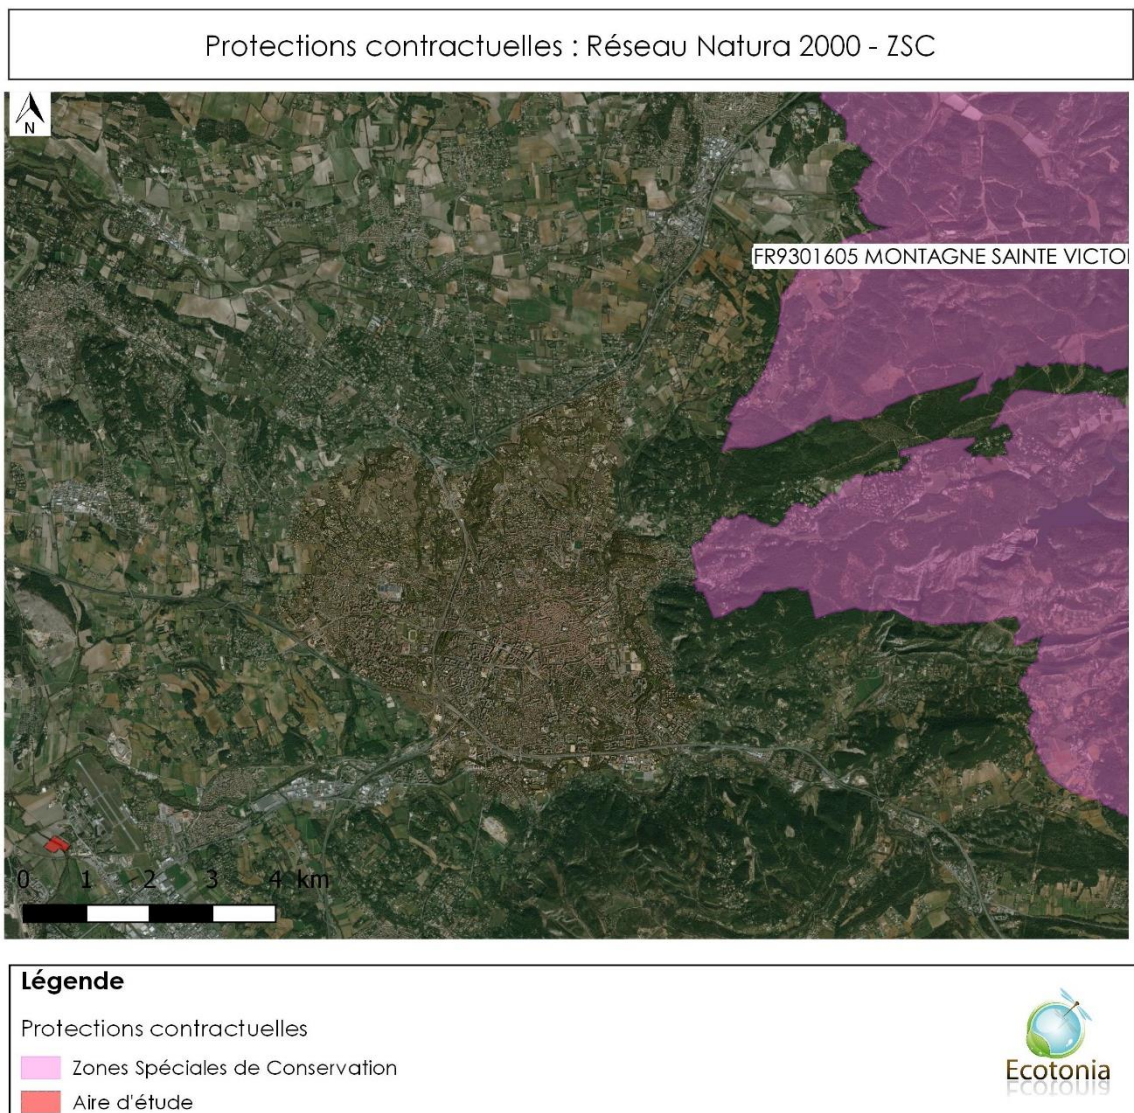 Protections contractuelles : Réseau Natura 2000 - ZSC
N
FR9301605 MONTAGNE SAINTE VICTOI
0 1 2 3 4 km
Légende
Protections contractuelles
Zones Spéciales de Conservation
Aire d'étude
Ecotonia